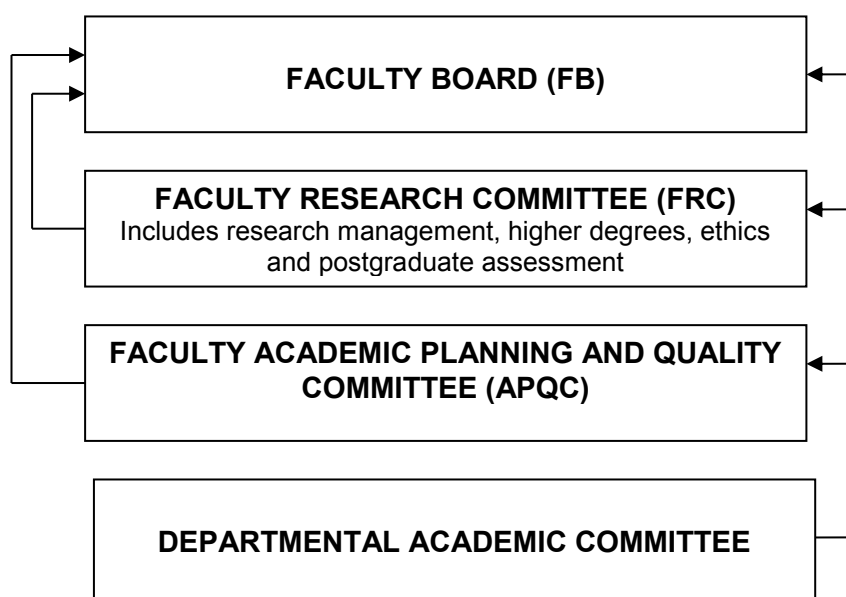 FACULTY BOARD (FB)
FACULTY RESEARCH COMMITTEE (FRC)
Includes research management, higher degrees, ethics
and postgraduate assessment
FACULTY ACADEMIC PLANNING AND QUALITY
COMMITTEE (APQC)
DEPARTMENTAL ACADEMIC COMMITTEE